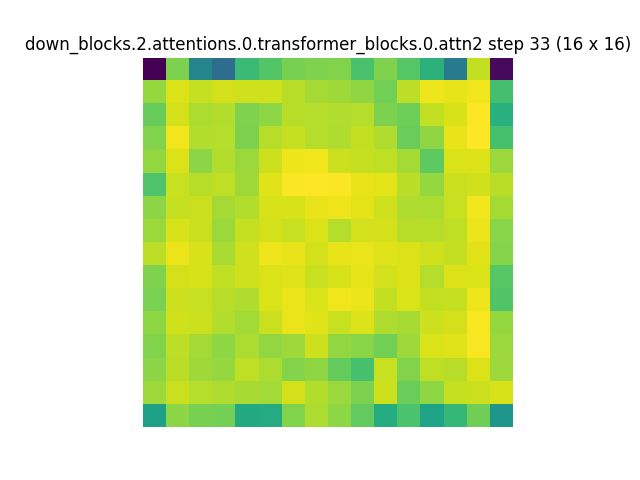 down_blocks.2.attentions.0.transformer_blocks.0.attn2 step 33 (16 x 16)